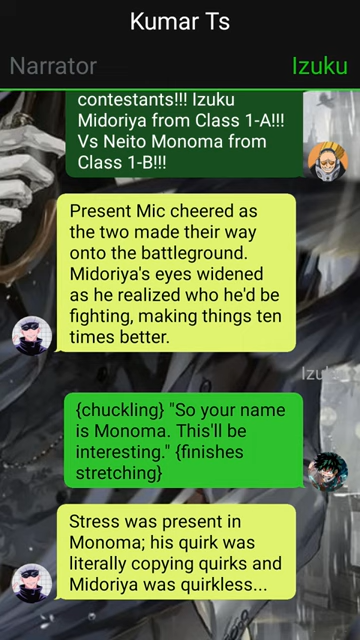 Kumar Ts
Narrator
Izuku
contestants!!! Izuku
Midoriya from Class 1-A!!!
Vs Neito Monoma from
Class 1-B!!!
Present Mic cheered as
the two made their way
onto the battleground.
Midoriya's eyes widened
as he realized who he'd be
fighting, making things ten
times better.
Izu
{chuckling} "So your name
is Monoma. This'll be
interesting." {finishes
stretching}
Stress was present in
Monoma; his quirk was
literally copying quirks and
Midoriya was quirkless...